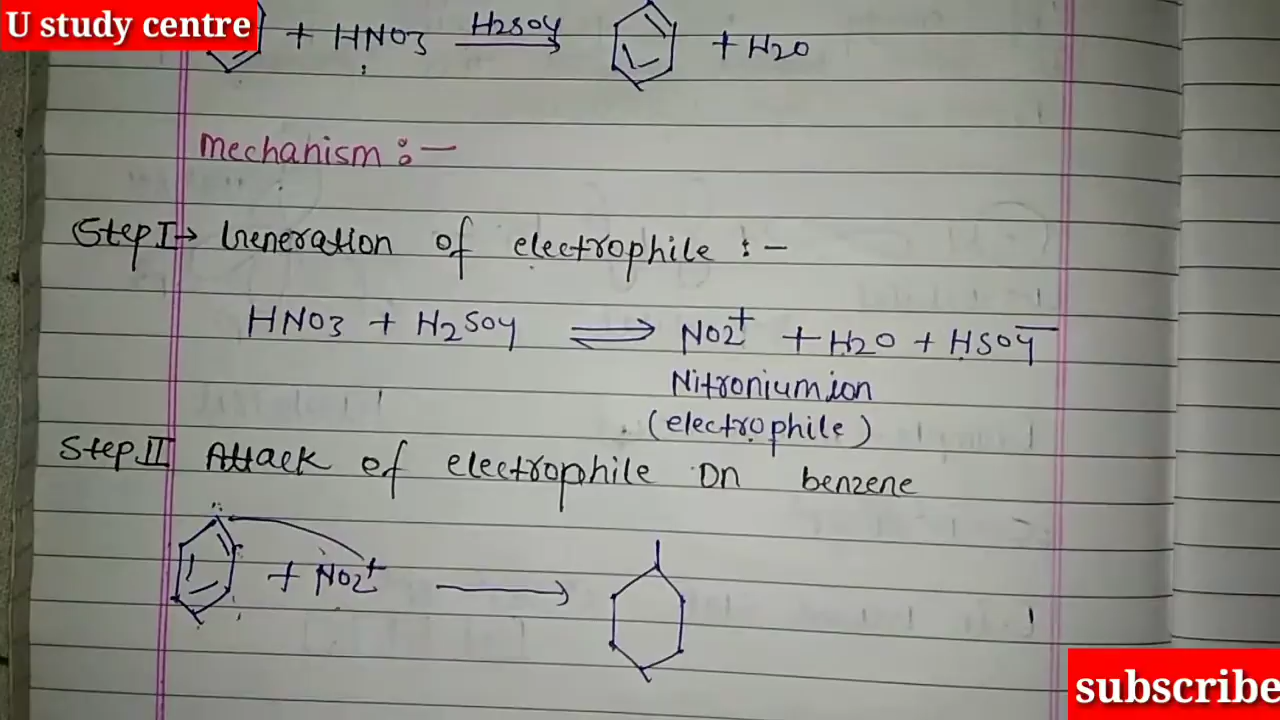 U study centre
+ HNO3 H2SO4 + H2O
Mechanism :-
Step I → Generation of electrophile :-
HNO3 + H2SO4 ⇌ NO2+ + H2O + HSO4-
Nitronium ion
(electrophile)
Step II Attack of electrophile on benzene
+ NO2+ →
subscribe